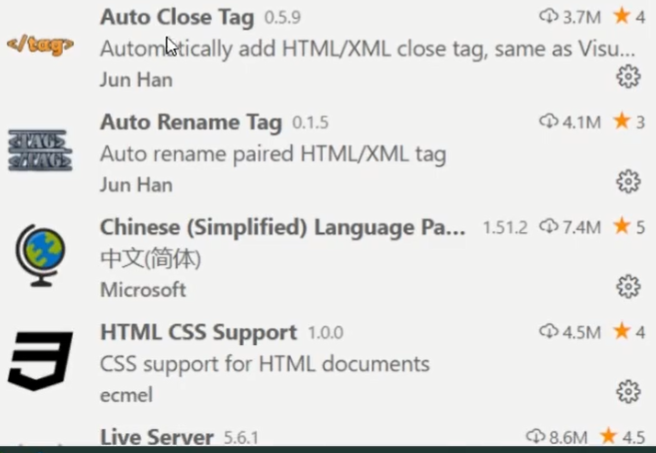 </tag> Auto Close Tag 0.5.9 3.7M 4
Automatically add HTML/XML close tag, same as Visu...
Jun Han
Auto Rename Tag 0.1.5 4.1M 3
Auto rename paired HTML/XML tag
Jun Han
Chinese (Simplified) Language Pa... 1.51.2 7.4M 5
中文(简体)
Microsoft
HTML CSS Support 1.0.0 4.5M 4
CSS support for HTML documents
ecmel
Live Server 5.6.1 8.6M 4.5